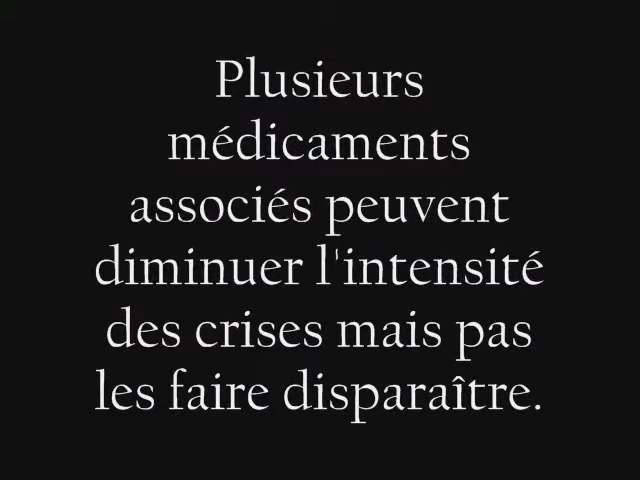 Plusieurs
médicaments
associés peuvent
diminuer l'intensité
des crises mais pas
les faire disparaître.